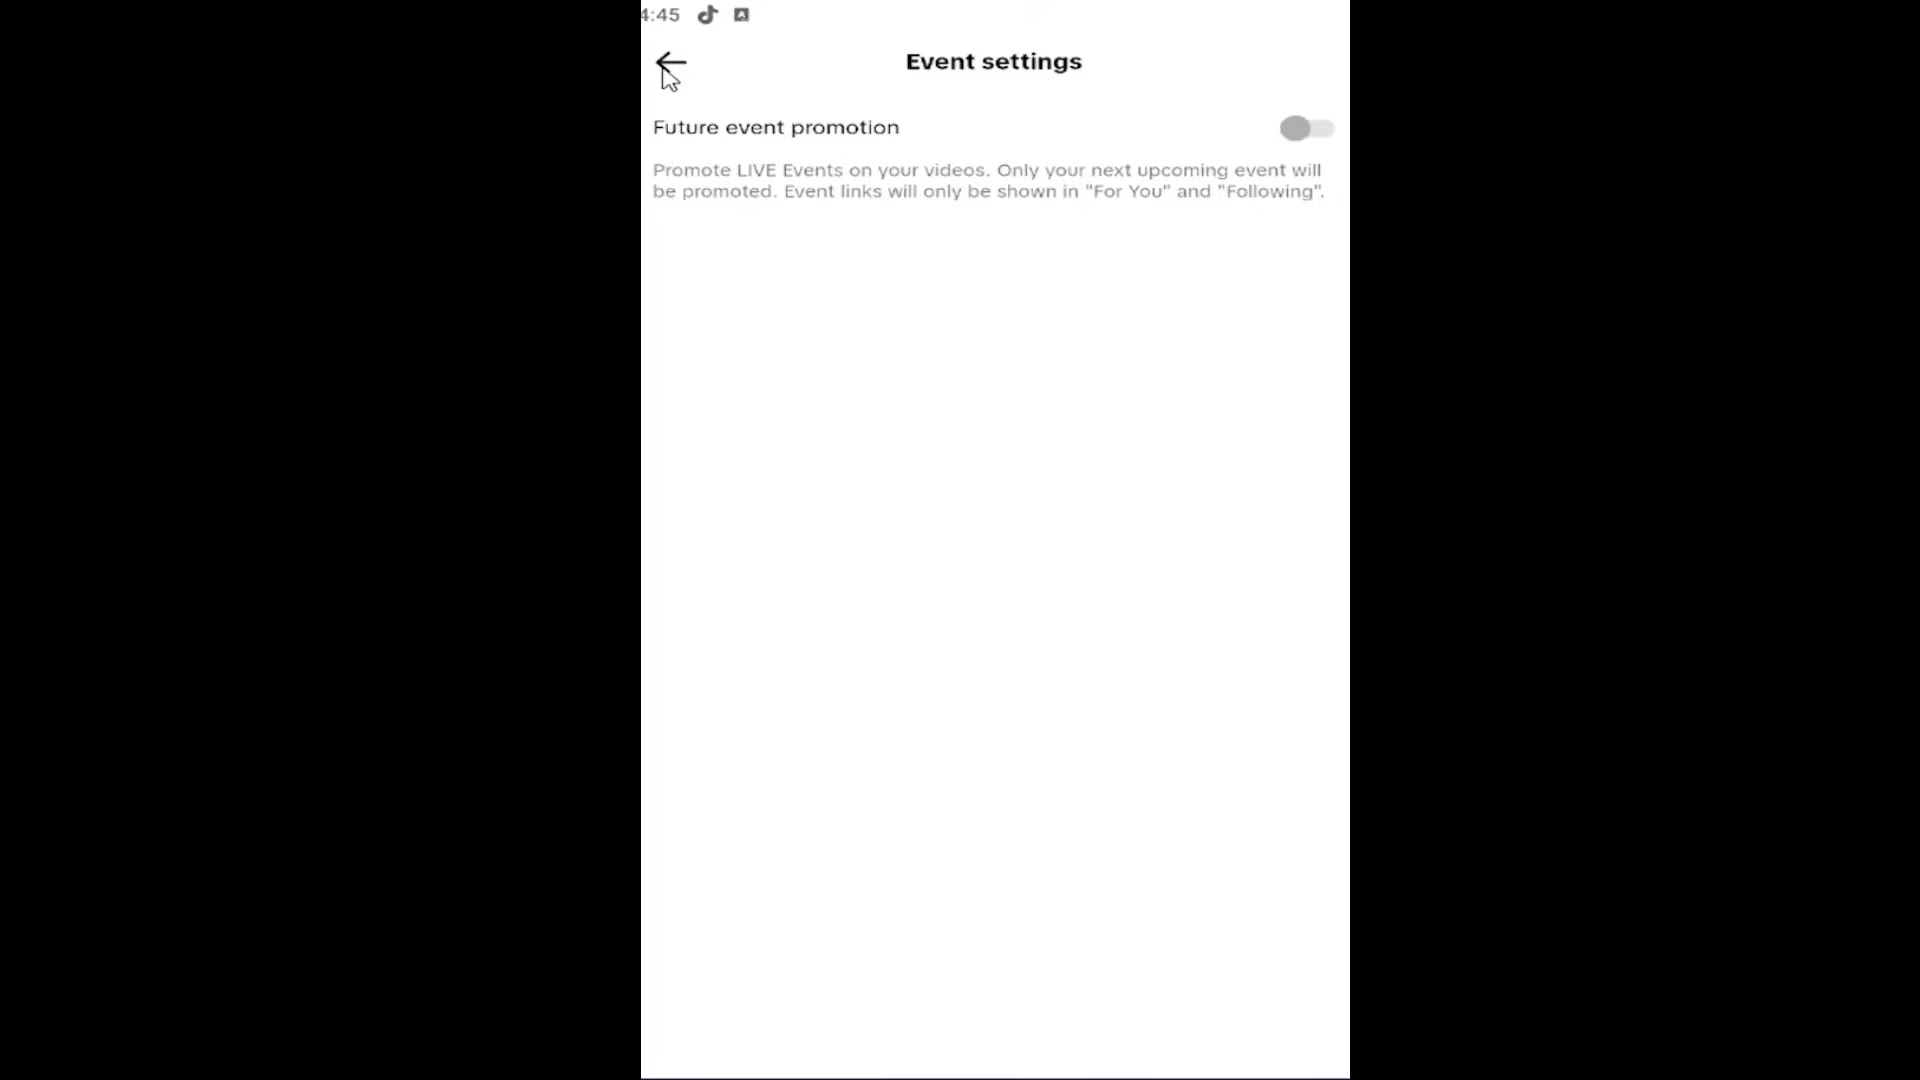 4:45
Event settings
Future event promotion
Promote LIVE Events on your videos. Only your next upcoming event will
be promoted. Event links will only be shown in "For You" and "Following".